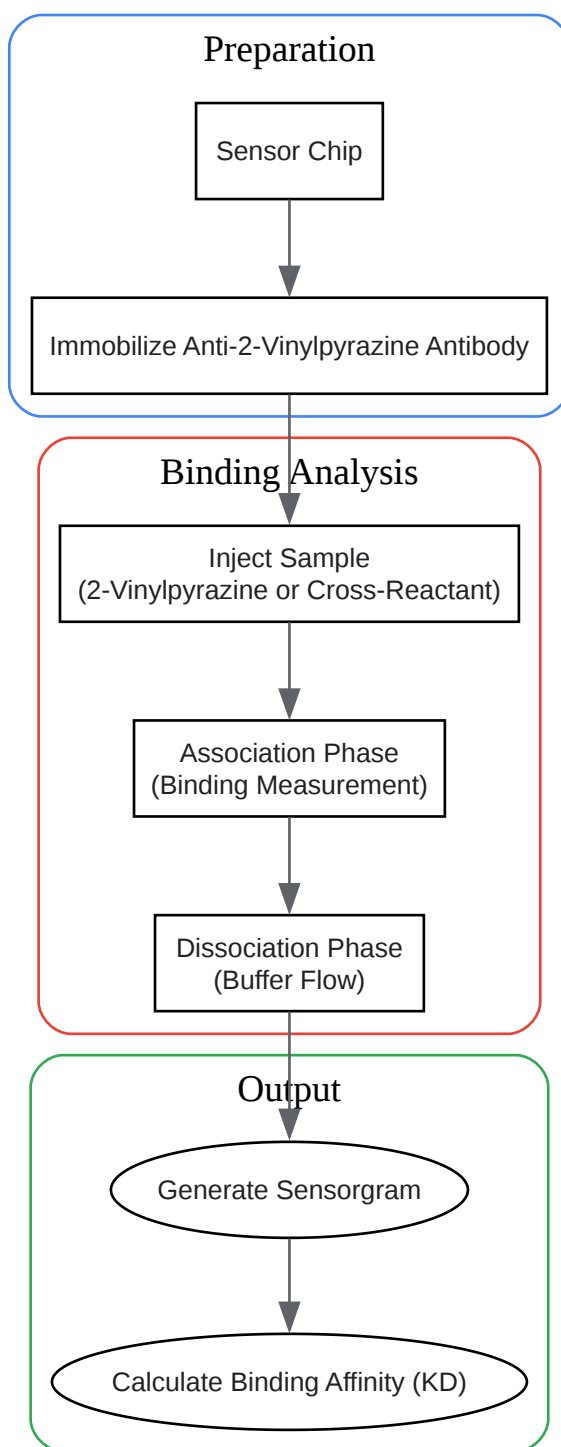 Preparation
Sensor Chip
Immobilize Anti-2-Vinylpyrazine Antibody
Binding Analysis
Inject Sample
(2-Vinylpyrazine or Cross-Reactant)
Association Phase
(Binding Measurement)
Dissociation Phase
(Buffer Flow)
Output
Generate Sensorgram
Calculate Binding Affinity (KD)